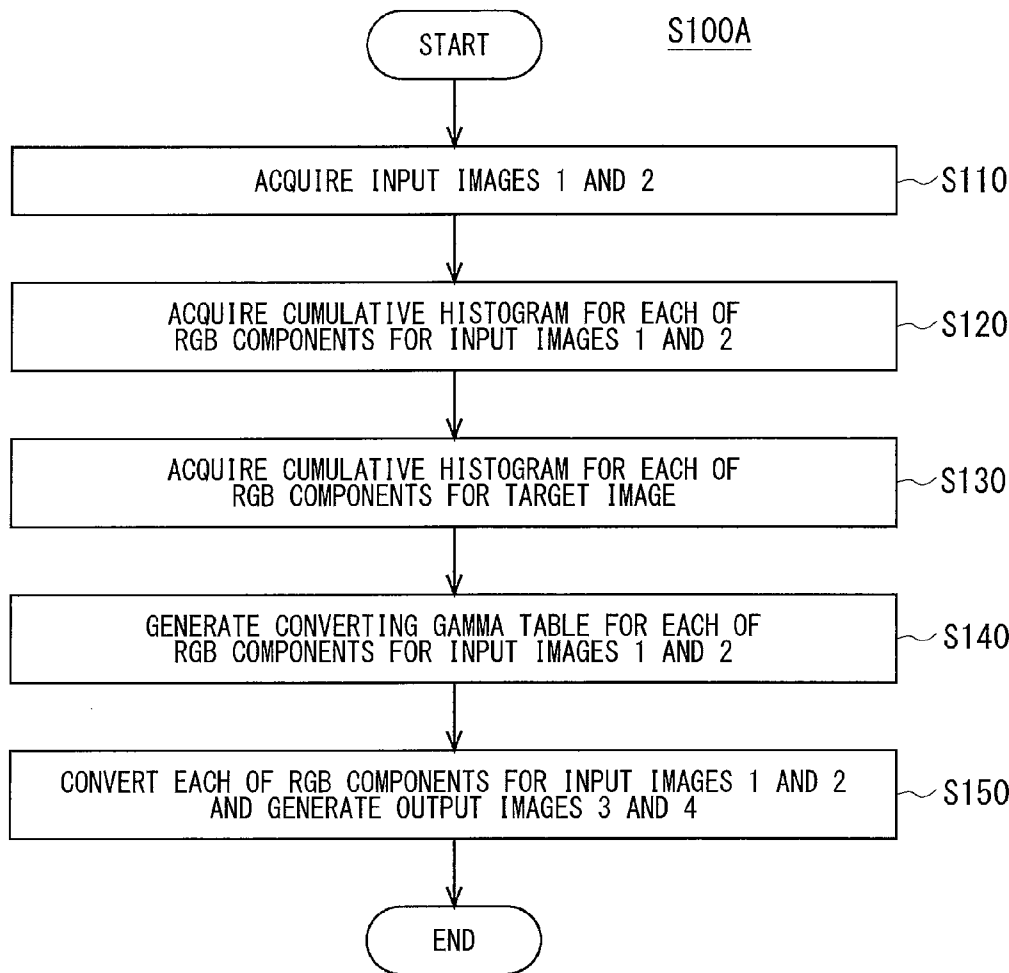 S100A
START
ACQUIRE INPUT IMAGES 1 AND 2
S110
ACQUIRE CUMULATIVE HISTOGRAM FOR EACH OF
RGB COMPONENTS FOR INPUT IMAGES 1 AND 2
S120
ACQUIRE CUMULATIVE HISTOGRAM FOR EACH OF
RGB COMPONENTS FOR TARGET IMAGE
S130
GENERATE CONVERTING GAMMA TABLE FOR EACH OF
RGB COMPONENTS FOR INPUT IMAGES 1 AND 2
S140
CONVERT EACH OF RGB COMPONENTS FOR INPUT IMAGES 1 AND 2
AND GENERATE OUTPUT IMAGES 3 AND 4
S150
END